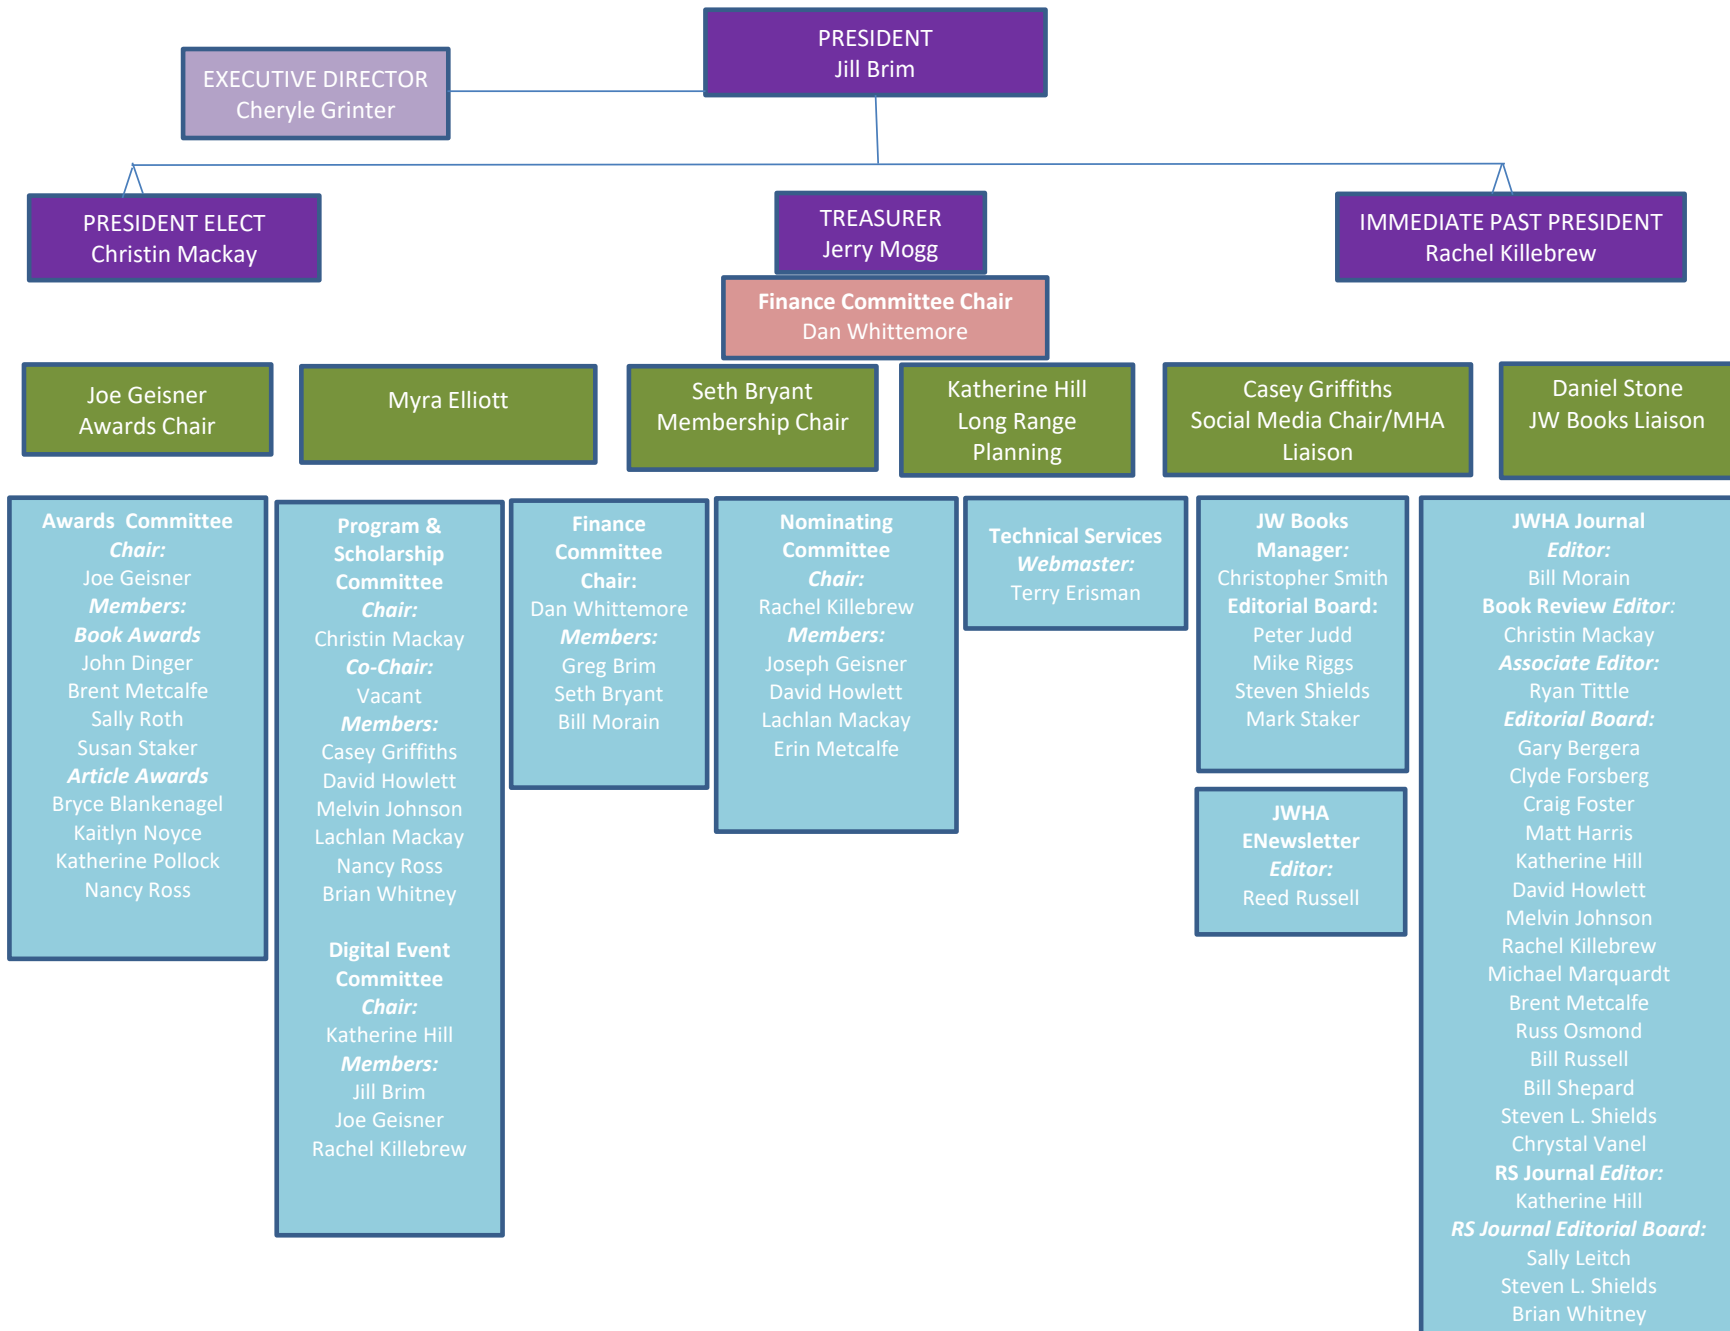 PRESIDENT
Jill Brim
EXECUTIVE DIRECTOR
Cheryle Grinter
PRESIDENT ELECT
Christin Mackay
TREASURER
Jerry Mogg
IMMEDIATE PAST PRESIDENT
Rachel Killebrew
Finance Committee Chair
Dan Whittemore
Joe Geisner
Awards Chair
Myra Elliott
Seth Bryant
Membership Chair
Katherine Hill
Long Range
Planning
Casey Griffiths
Social Media Chair/MHA
Liaison
Daniel Stone
JW Books Liaison
Awards  Committee
Chair:
Joe Geisner
Members:
Book Awards
John Dinger
Brent Metcalfe
Sally Roth
Susan Staker
Article Awards
Bryce Blankenagel
Kaitlyn Noyce
Katherine Pollock
Nancy Ross
Program &
Scholarship
Committee
Chair:
Christin Mackay
Co-Chair:
Vacant
Members:
Casey Griffiths
David Howlett
Melvin Johnson
Lachlan Mackay
Nancy Ross
Brian Whitney
Digital Event
Committee
Chair:
Katherine Hill
Members:
Jill Brim
Joe Geisner
Rachel Killebrew
Finance
Committee
Chair:
Dan Whittemore
Members:
Greg Brim
Seth Bryant
Bill Morain
Nominating
Committee
Chair:
Rachel Killebrew
Members:
Joseph Geisner
David Howlett
Lachlan Mackay
Erin Metcalfe
Technical Services
Webmaster:
Terry Erisman
JW Books
Manager:
Christopher Smith
Editorial Board:
Peter Judd
Mike Riggs
Steven Shields
Mark Staker
JWHA
ENewsletter
Editor:
Reed Russell
JWHA Journal
Editor:
Bill Morain
Book Review Editor:
Christin Mackay
Associate Editor:
Ryan Tittle
Editorial Board:
Gary Bergera
Clyde Forsberg
Craig Foster
Matt Harris
Katherine Hill
David Howlett
Melvin Johnson
Rachel Killebrew
Michael Marquardt
Brent Metcalfe
Russ Osmond
Bill Russell
Bill Shepard
Steven L. Shields
Chrystal Vanel
RS Journal Editor:
Katherine Hill
RS Journal Editorial Board:
Sally Leitch
Steven L. Shields
Brian Whitney